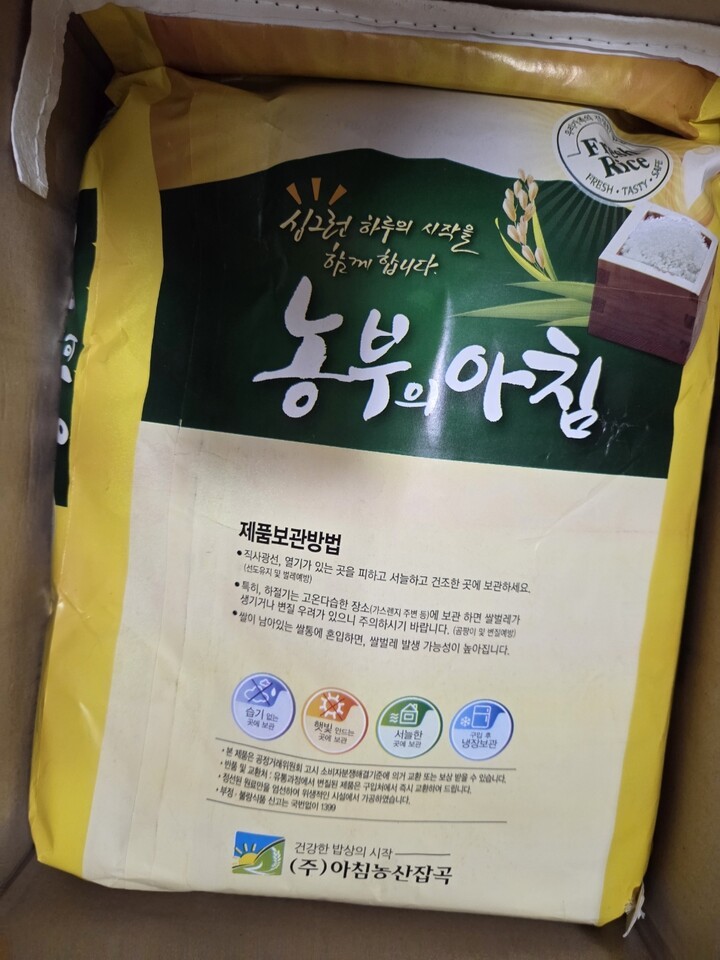 Fresh
Rice
FRESH · TASTY · SAFE
싱그런 하루의 시작을
함께 합니다.
농부의 아침
제품보관방법
• 직사광선, 열기가 있는 곳을 피하고 서늘하고 건조한 곳에 보관하세요.
(선도유지 및 벌레예방)
• 특히, 하절기는 고온다습한 장소(가스렌지 주변 등)에 보관 하면 쌀벌레가
생기거나 변질 우려가 있으니 주의하시기 바랍니다. (곰팡이 및 변질예방)
• 쌀이 남아있는 쌀통에 혼입하면, 쌀벌레 발생 가능성이 높아집니다.
습기 없는
곳에 보관
햇빛 안드는
곳에 보관
서늘한
곳에 보관
구입 후
냉장보관
• 본 제품은 공정거래위원회 고시 소비자분쟁해결기준에 의거 교환 또는 보상 받을 수 있습니다.
• 반품 및 교환처 : 유통과정에서 변질된 제품은 구입처에서 즉시 교환하여 드립니다.
• 정선된 원료만을 엄선하여 위생적인 시설에서 가공하였습니다.
• 부정 · 불량식품 신고는 국번없이 1399
건강한 밥상의 시작
(주)아침농산잡곡